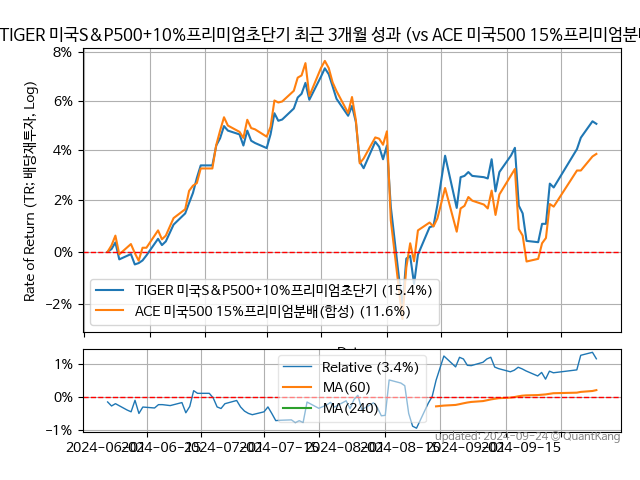 TIGER 미국S&P500+10%프리미엄초단기 최근 3개월 성과 (vs ACE 미국500 15%프리미엄분배
8%
6%
4%
2%
0%
−2%
Rate of Return (TR: 배당재투자, Log)
TIGER 미국S&P500+10%프리미엄초단기 (15.4%)
ACE 미국500 15%프리미엄분배(합성) (11.6%)
1%
0%
−1%
Relative (3.4%)
MA(60)
MA(240)
updated: 2024-09-24 © QuantKang
2024-06-01
2024-06-15
2024-07-01
2024-07-15
2024-08-01
2024-08-15
2024-09-01
2024-09-15